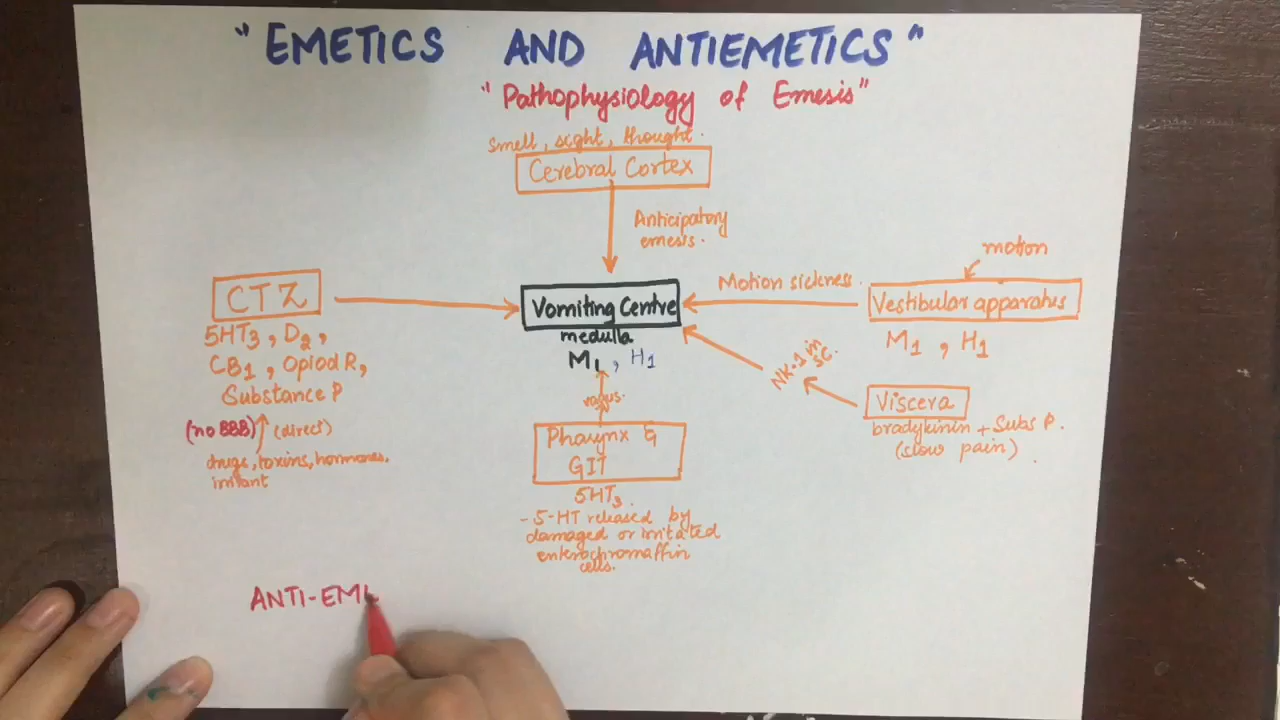 "EMETICS AND ANTIEMETICS"
"Pathophysiology of Emesis"
smell, sight, thought.
Cerebral Cortex
Anticipatory
emesis.
CTZ
5HT3, D2,
CB1, Opiod R,
Substance P
(no BBB) (direct)
drugs, toxins, hormones,
irritant
Vomiting Centre
medulla
M1, H1
vagus.
Pharynx &
GIT
5HT3.
- 5-HT released by
damaged or irritated
enterochromaffin
cells.
Motion sickness.
motion
Vestibular apparatus
M1, H1
NK-1 in
SC.
Viscera
bradykinin + Subs P.
(slow pain)
ANTI-EM